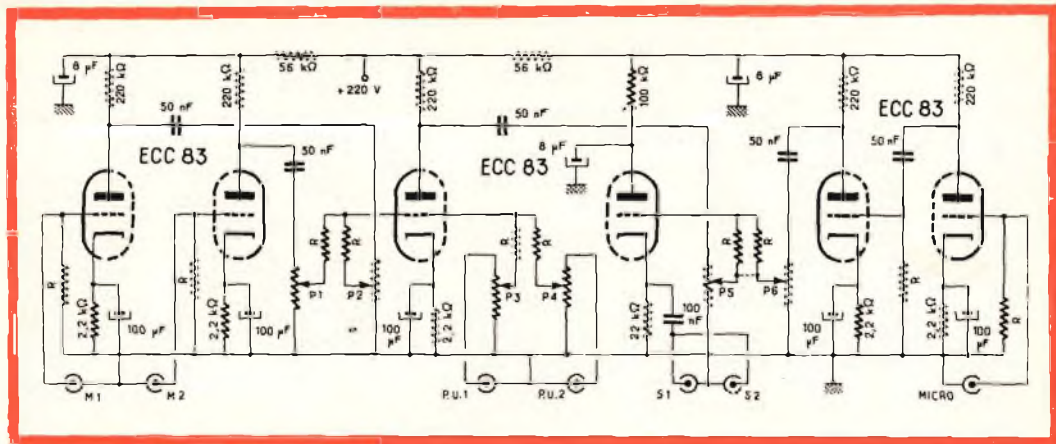 8 µF
220 kΩ
220 kΩ
56 kΩ
+ 220 V
220 kΩ
56 kΩ
100 kΩ
8 µF
220 kΩ
220 kΩ
50 nF
ECC 83
50 nF
50 nF
ECC 83
8 µF
50 nF
50 nF
ECC 83
R
2,2 kΩ
100 µF
R
2,2 kΩ
100 µF
P1
R
R
P2
100 µF
2,2 kΩ
P3
R
R
P4
22 kΩ
100 nF
P5
R
R
P6
100 µF
2,2 kΩ
R
2,2 kΩ
100 µF
R
M1
M2
P.U.1
P.U.2
S1
S2
MICRO